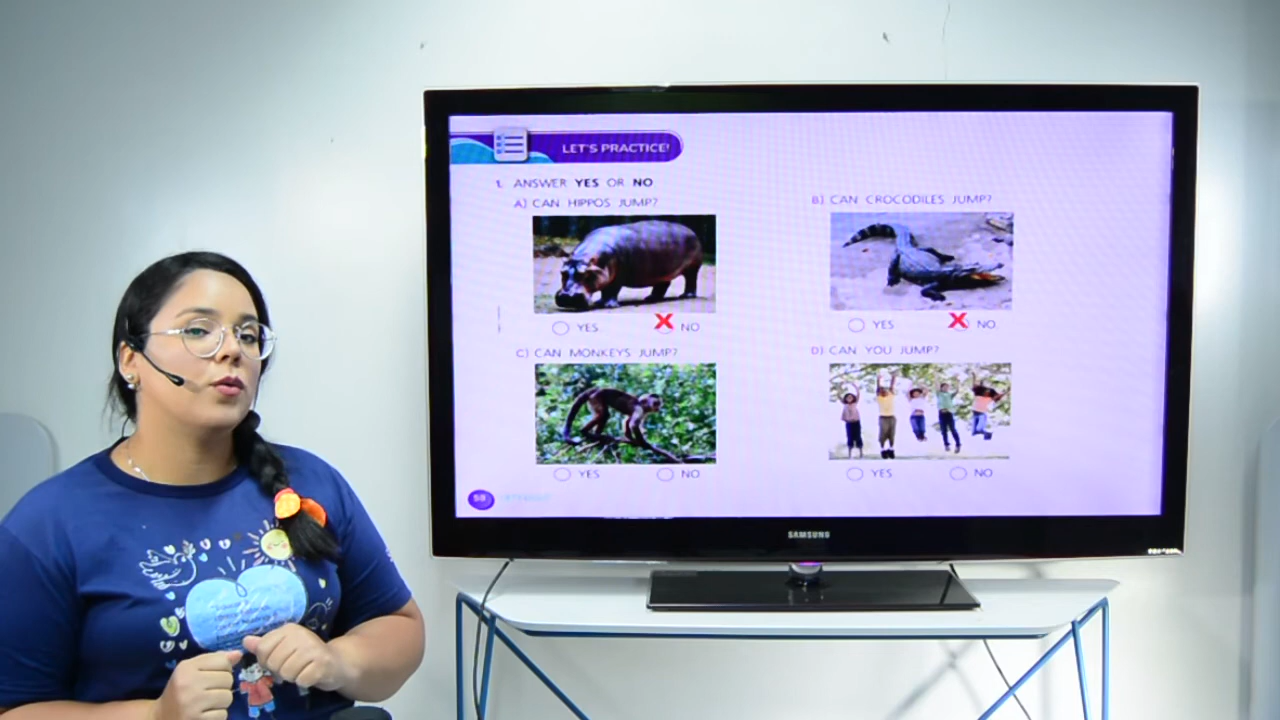 LET'S PRACTICE!
1. ANSWER YES OR NO
A) CAN HIPPOS JUMP?
YES
NO
B) CAN CROCODILES JUMP?
YES
NO
C) CAN MONKEYS JUMP?
YES
NO
D) CAN YOU JUMP?
YES
NO
SAMSUNG